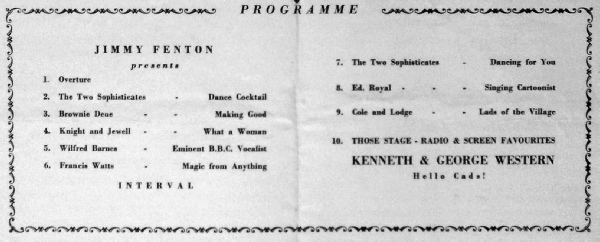 PROGRAMME
JIMMY FENTON
presents
1. Overture
2. The Two Sophisticates - Dance Cocktail
3. Brownie Deue - Making Good
4. Knight and Jewell - - What a Woman
5. Wilfred Barnes - Eminent B.B.C. Vocalist
6. Francis Watts - Magic from Anything
INTERVAL
7. The Two Sophisticates - Dancing for You
8. Ed. Royal - - Singing Cartoonist
9. Cole and Lodge - Lads of the Village
10. THOSE STAGE - RADIO & SCREEN FAVOURITES
KENNETH & GEORGE WESTERN
Hello Cads!